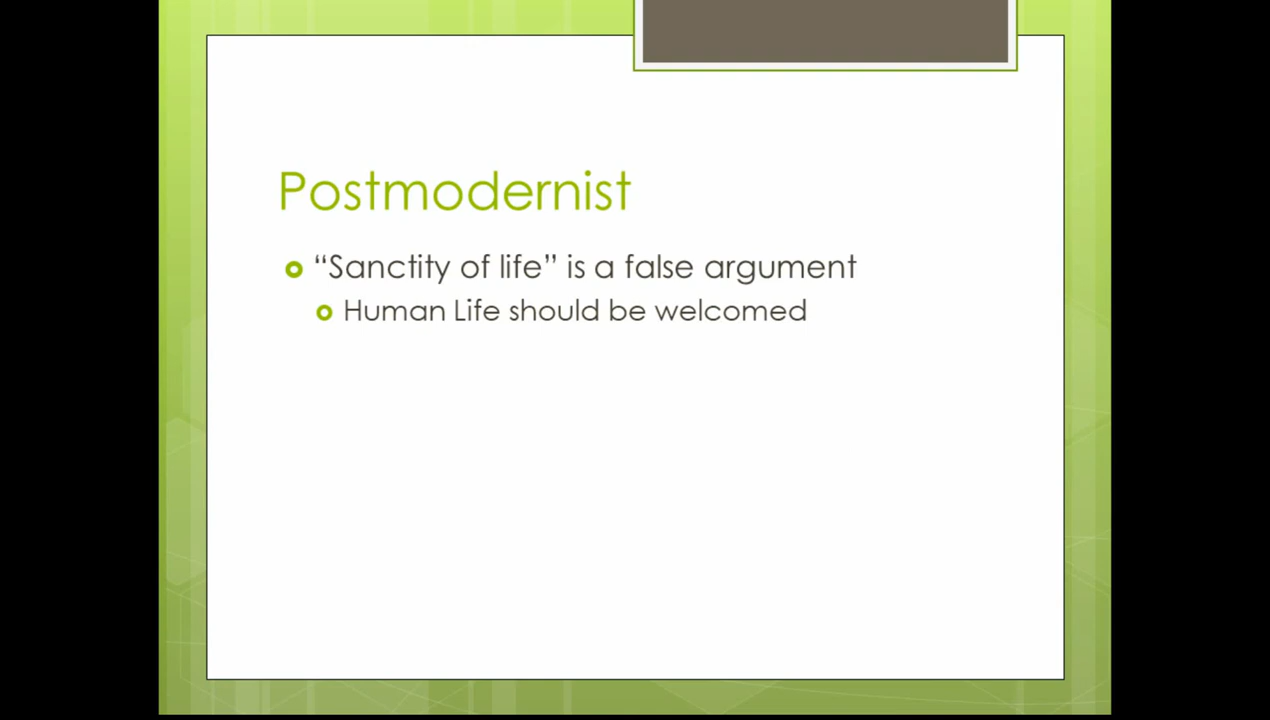 Postmodernist
“Sanctity of life” is a false argument
Human Life should be welcomed